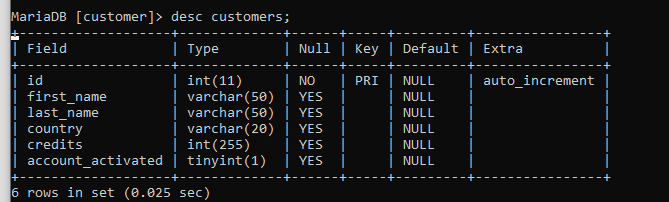 MariaDB [customer]> desc customers;
+-------------------+--------------+------+-----+---------+----------------+
| Field             | Type         | Null | Key | Default | Extra          |
+-------------------+--------------+------+-----+---------+----------------+
| id                | int(11)      | NO   | PRI | NULL    | auto_increment |
| first_name        | varchar(50)  | YES  |     | NULL    |                |
| last_name         | varchar(50)  | YES  |     | NULL    |                |
| country           | varchar(20)  | YES  |     | NULL    |                |
| credits           | int(255)     | YES  |     | NULL    |                |
| account_activated | tinyint(1)   | YES  |     | NULL    |                |
+-------------------+--------------+------+-----+---------+----------------+
6 rows in set (0.025 sec)